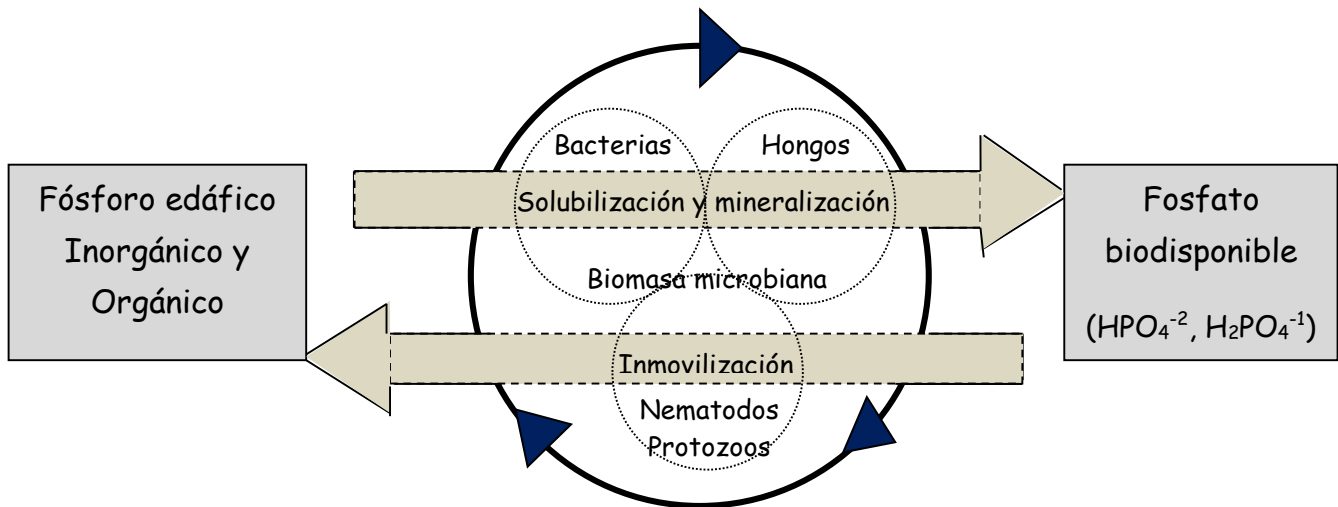 Fósforo edáfico
Inorgánico y
Orgánico
Bacterias
Hongos
Solubilización y mineralización
Biomasa microbiana
Inmovilización
Nematodos
Protozoos
Fosfato
biodisponible
(HPO₄⁻², H₂PO₄⁻¹)